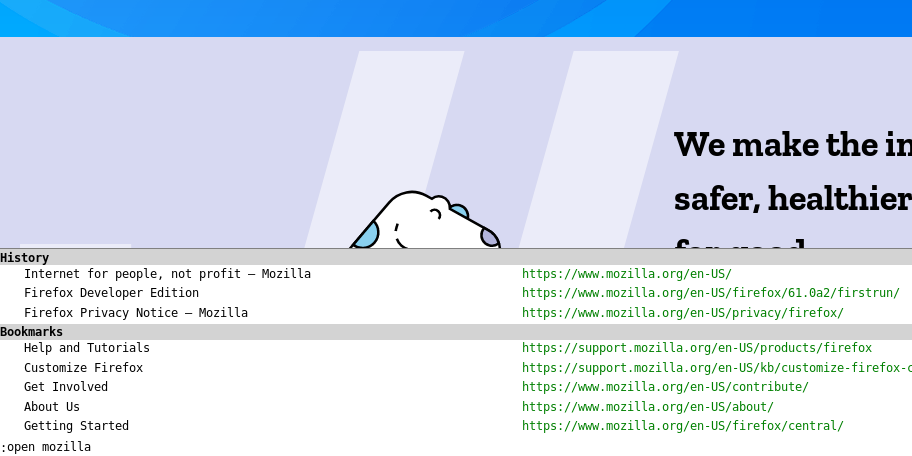 We make the in
safer, healthier
History
Internet for people, not profit — Mozilla https://www.mozilla.org/en-US/
Firefox Developer Edition https://www.mozilla.org/en-US/firefox/61.0a2/firstrun/
Firefox Privacy Notice — Mozilla https://www.mozilla.org/en-US/privacy/firefox/
Bookmarks
Help and Tutorials https://support.mozilla.org/en-US/products/firefox
Customize Firefox https://support.mozilla.org/en-US/kb/customize-firefox-c
Get Involved https://www.mozilla.org/en-US/contribute/
About Us https://www.mozilla.org/en-US/about/
Getting Started https://www.mozilla.org/en-US/firefox/central/
:open mozilla